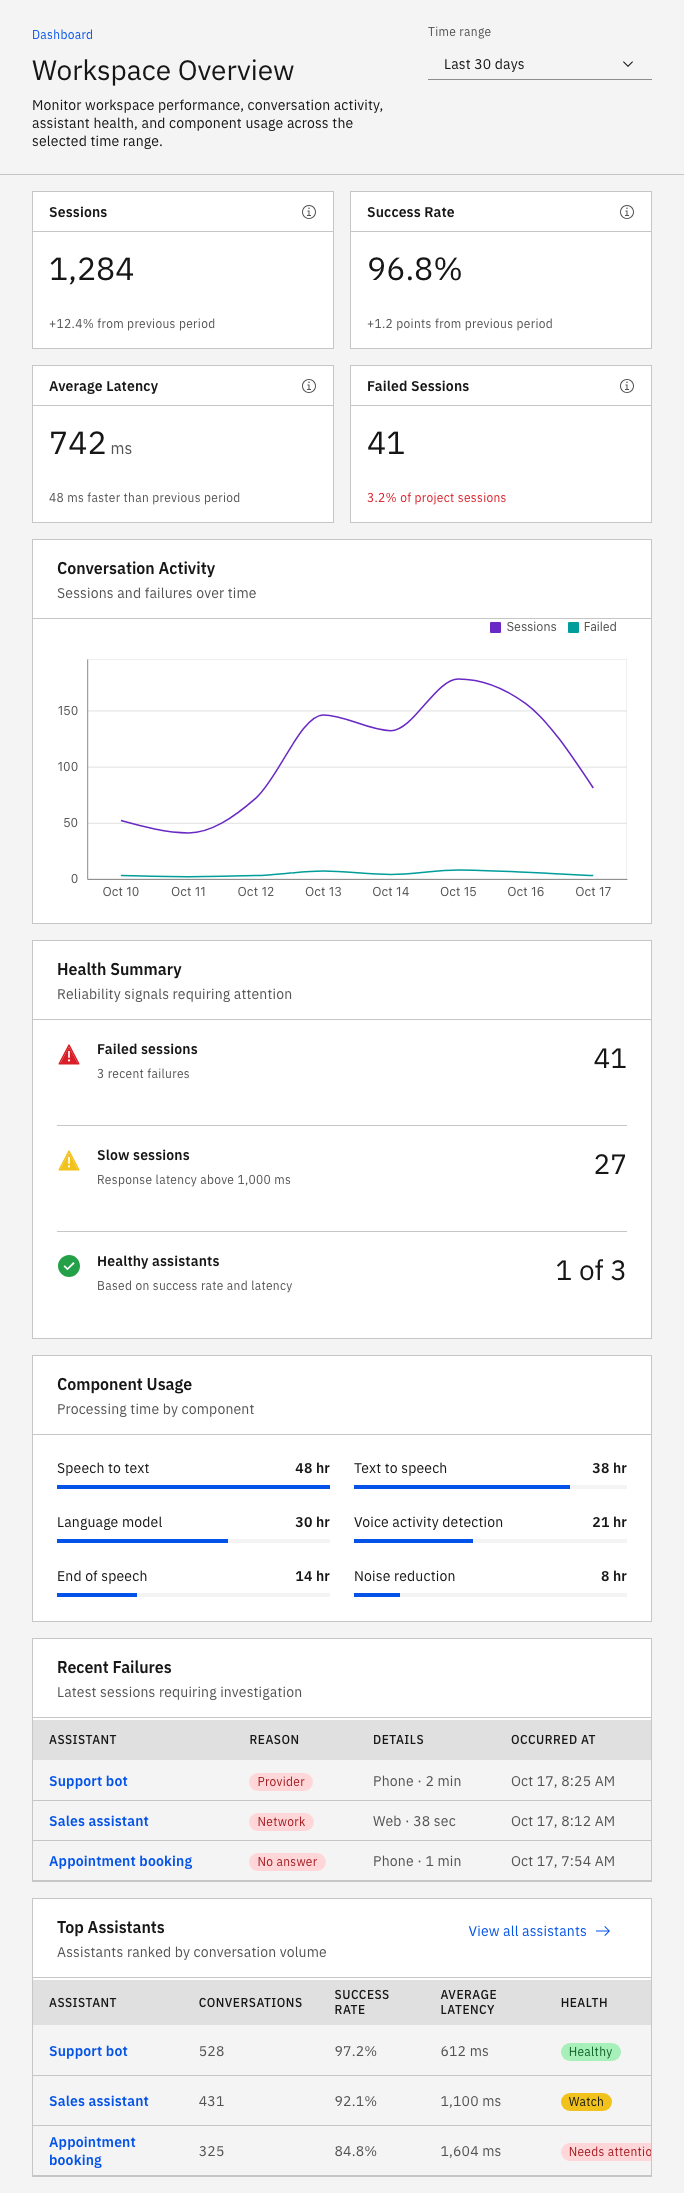 Dashboard
Workspace Overview
Monitor workspace performance, conversation activity,
assistant health, and component usage across the
selected time range.
Time range
Last 30 days
Sessions
1,284
+12.4% from previous period
Success Rate
96.8%
+1.2 points from previous period
Average Latency
742 ms
48 ms faster than previous period
Failed Sessions
41
3.2% of project sessions
Conversation Activity
Sessions and failures over time
Sessions Failed
150
100
50
0
Oct 10 Oct 11 Oct 12 Oct 13 Oct 14 Oct 15 Oct 16 Oct 17
Health Summary
Reliability signals requiring attention
Failed sessions
3 recent failures
41
Slow sessions
Response latency above 1,000 ms
27
Healthy assistants
Based on success rate and latency
1 of 3
Component Usage
Processing time by component
Speech to text 48 hr
Text to speech 38 hr
Language model 30 hr
Voice activity detection 21 hr
End of speech 14 hr
Noise reduction 8 hr
Recent Failures
Latest sessions requiring investigation
ASSISTANT REASON DETAILS OCCURRED AT
Support bot Provider Phone · 2 min Oct 17, 8:25 AM
Sales assistant Network Web · 38 sec Oct 17, 8:12 AM
Appointment booking No answer Phone · 1 min Oct 17, 7:54 AM
Top Assistants
Assistants ranked by conversation volume
View all assistants
ASSISTANT CONVERSATIONS SUCCESS RATE AVERAGE LATENCY HEALTH
Support bot 528 97.2% 612 ms Healthy
Sales assistant 431 92.1% 1,100 ms Watch
Appointment booking 325 84.8% 1,604 ms Needs attentio